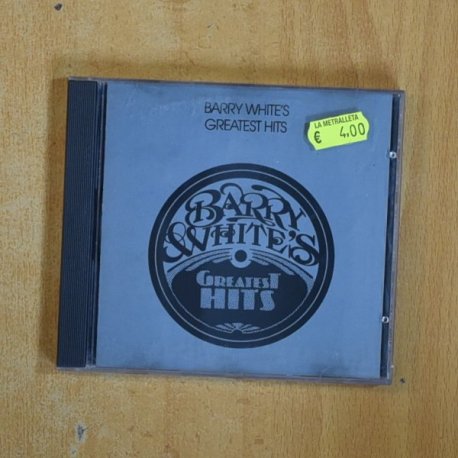 BARRY WHITE'S
GREATEST HITS
LA METRALLETA
€ 4,00
BARRY
WHITE'S
GREATEST
HITS